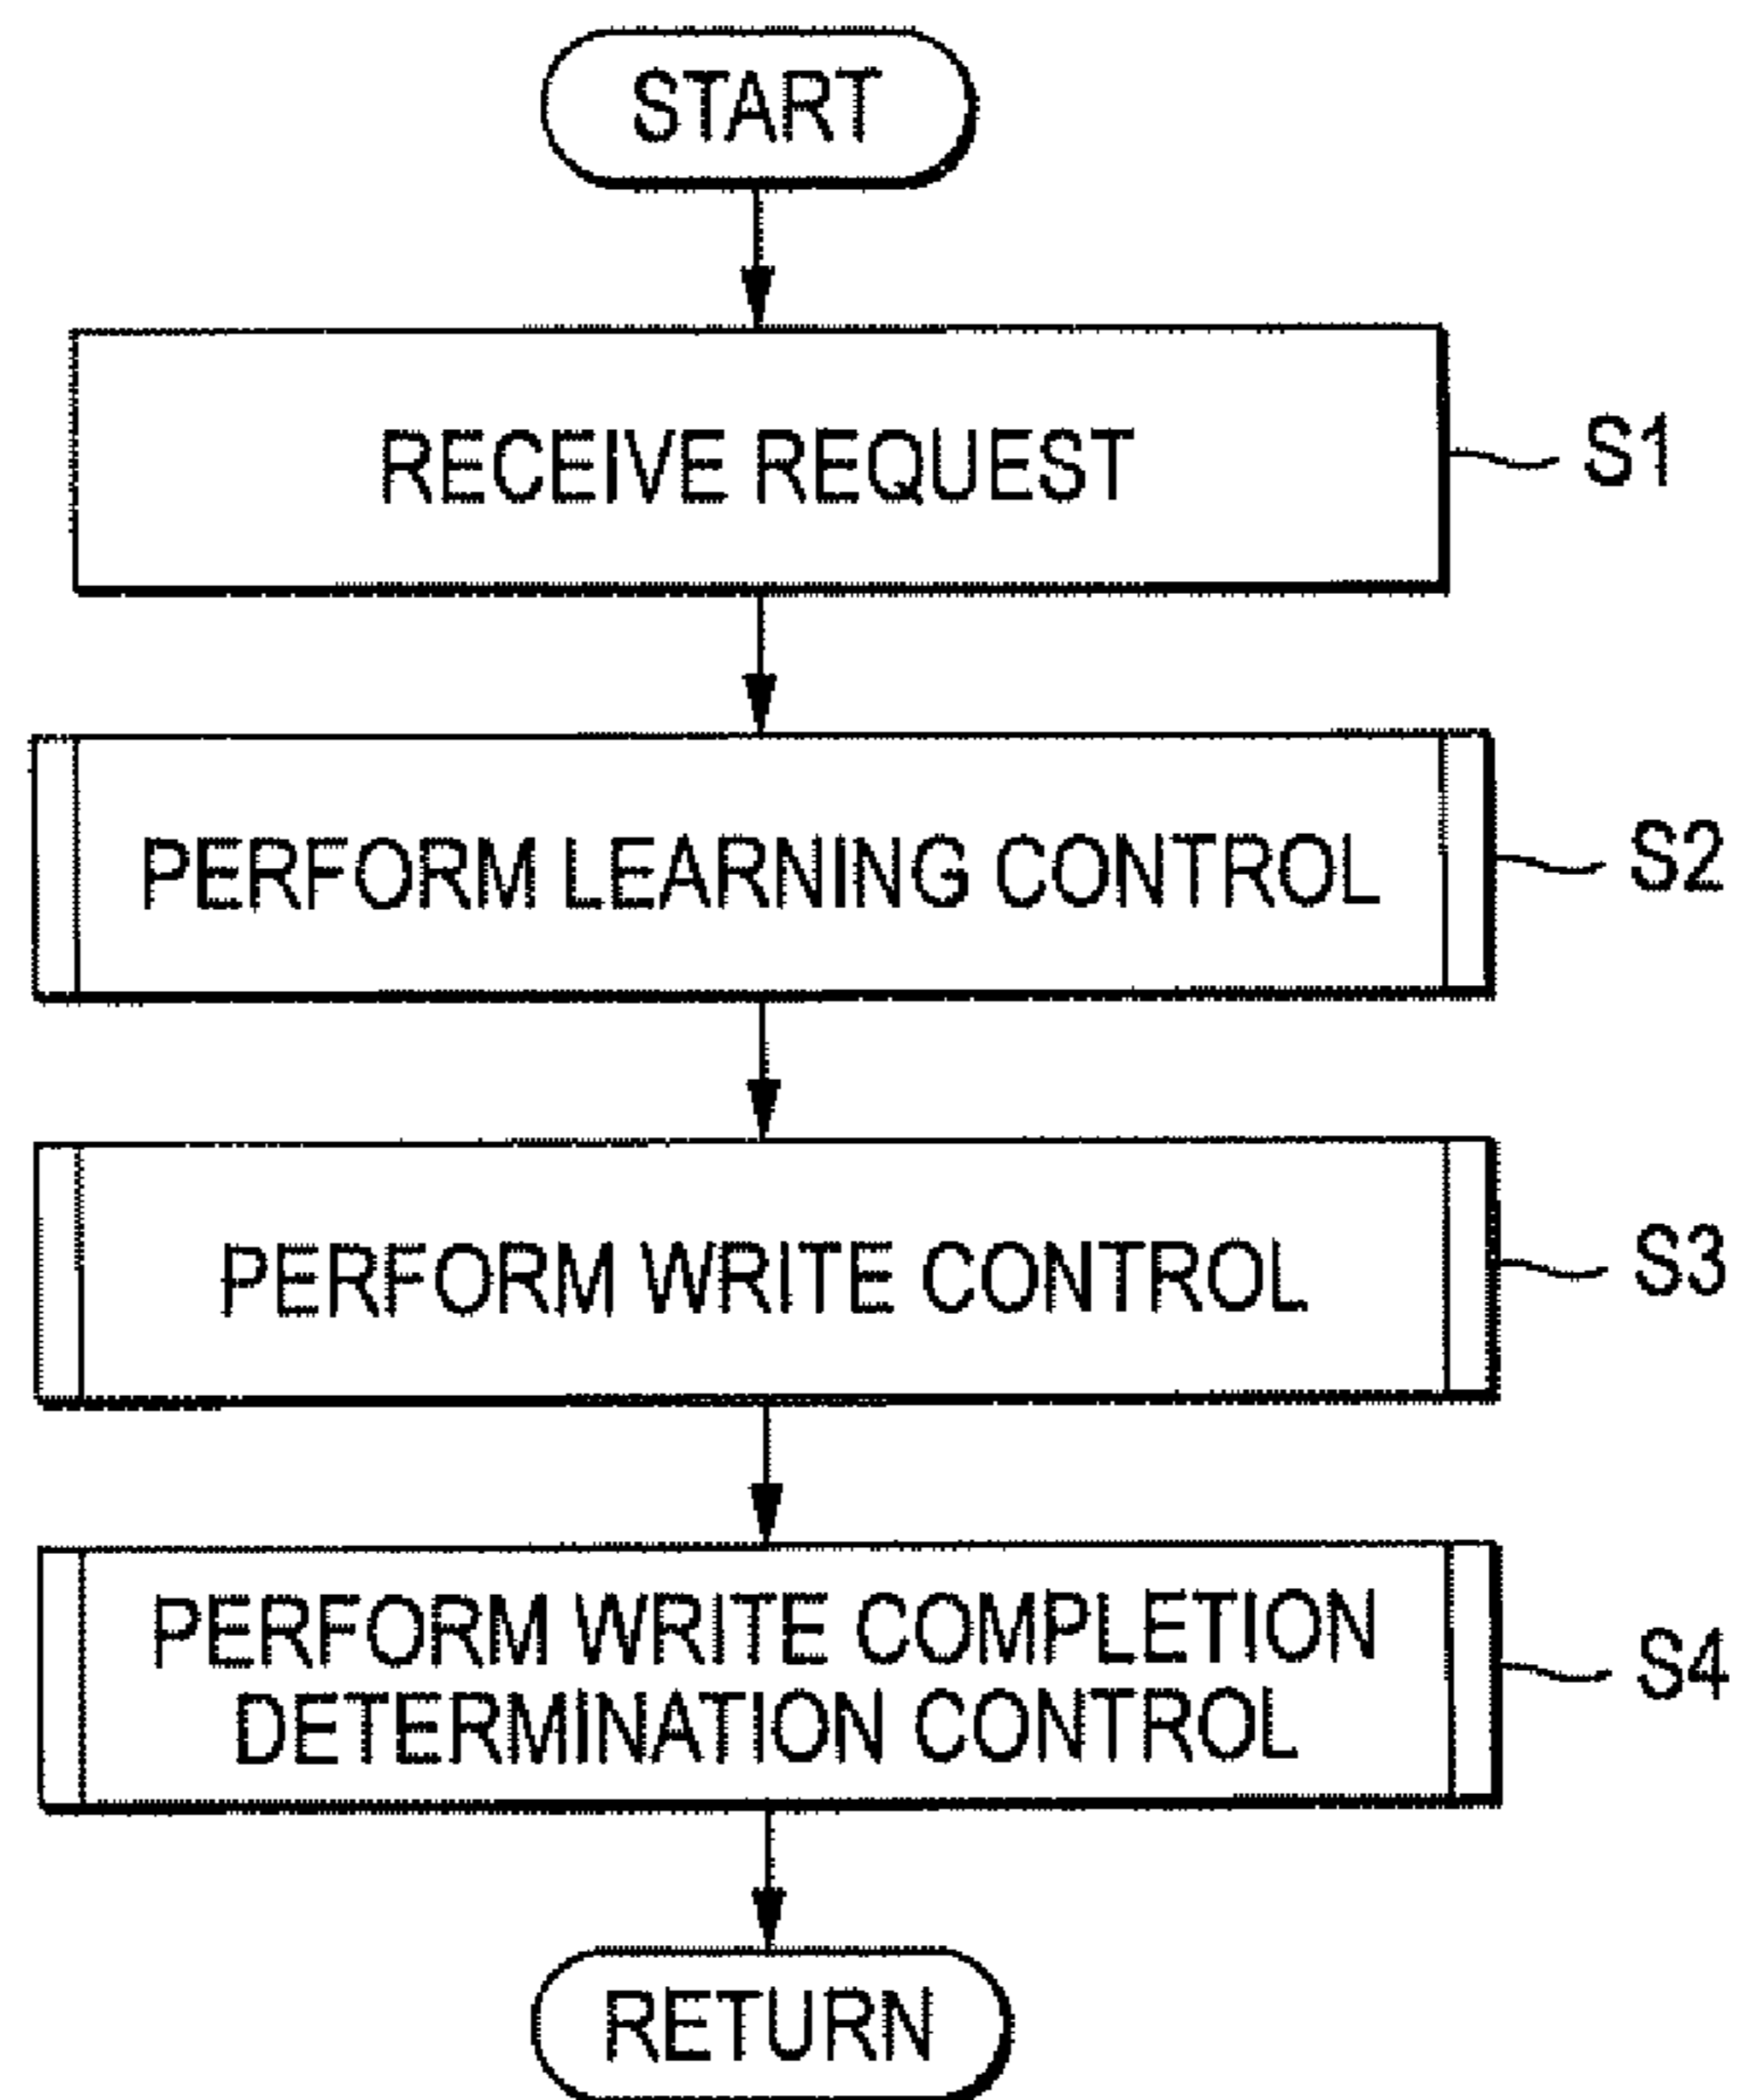 START
RECEIVE REQUEST
S1
PERFORM LEARNING CONTROL
S2
PERFORM WRITE CONTROL
S3
PERFORM WRITE COMPLETION
DETERMINATION CONTROL
S4
RETURN